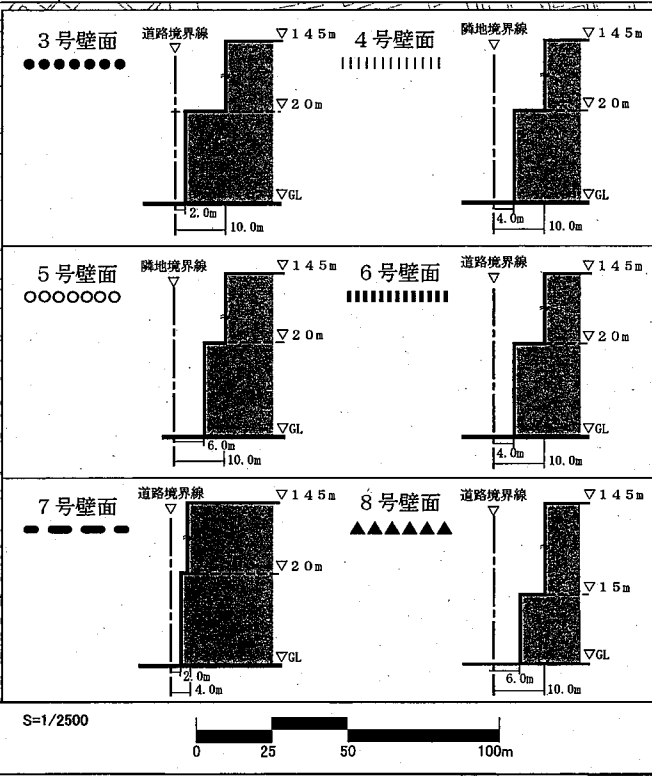 3号壁面
道路境界線
▽145m
▽20m
▽GL
2.0m
10.0m
4号壁面
隣地境界線
▽145m
▽20m
▽GL
4.0m
10.0m
5号壁面
隣地境界線
▽145m
▽20m
▽GL
6.0m
10.0m
6号壁面
道路境界線
▽145m
▽20m
▽GL
4.0m
10.0m
7号壁面
道路境界線
▽145m
▽20m
▽GL
2.0m
4.0m
8号壁面
道路境界線
▽145m
▽15m
▽GL
6.0m
10.0m
S=1/2500
0 25 50 100m